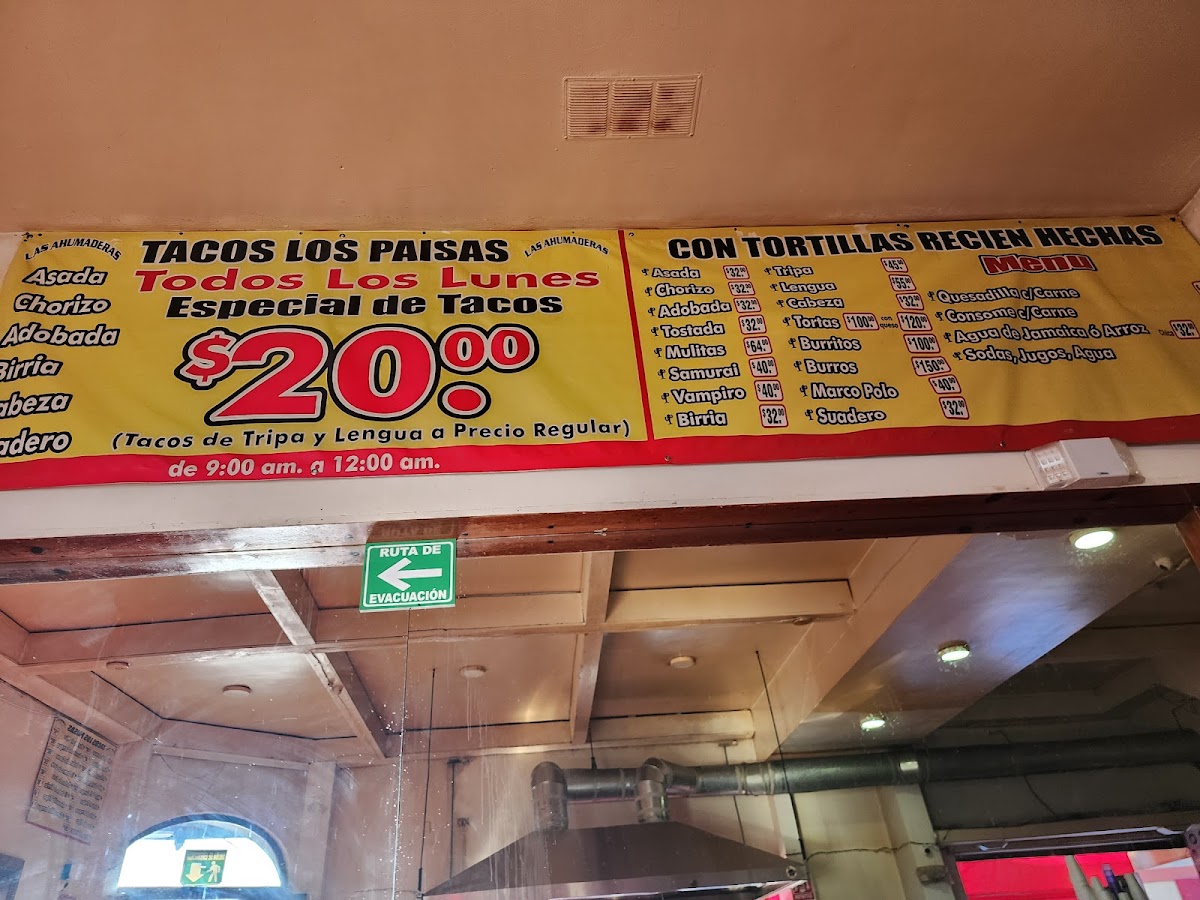 LAS AHUMADERAS
TACOS LOS PAISAS
LAS AHUMADERAS
Todos Los Lunes
Especial de Tacos
$20.00
(Tacos de Tripa y Lengua a Precio Regular)
de 9:00 am. a 12:00 am.
Asada
Chorizo
Adobada
Birria
abeza
adero
CON TORTILLAS RECIEN HECHAS
Menu
Asada $32.00
Chorizo $32.00
Adobada $32.00
Tostada $32.00
Mulitas $64.00
Samurai $40.00
Vampiro $40.00
Birria $32.00
Tripa $45.00
Lengua $55.00
Cabeza $32.00
Tortas $100.00 con queso $120.00
Burritos $100.00
Burros $150.00
Marco Polo $40.00
Suadero $32.00
Quesadilla c/Carne
Consome c/Carne
Agua de Jamaica ó Arroz
Sodas, Jugos, Agua
RUTA DE
EVACUACIÓN